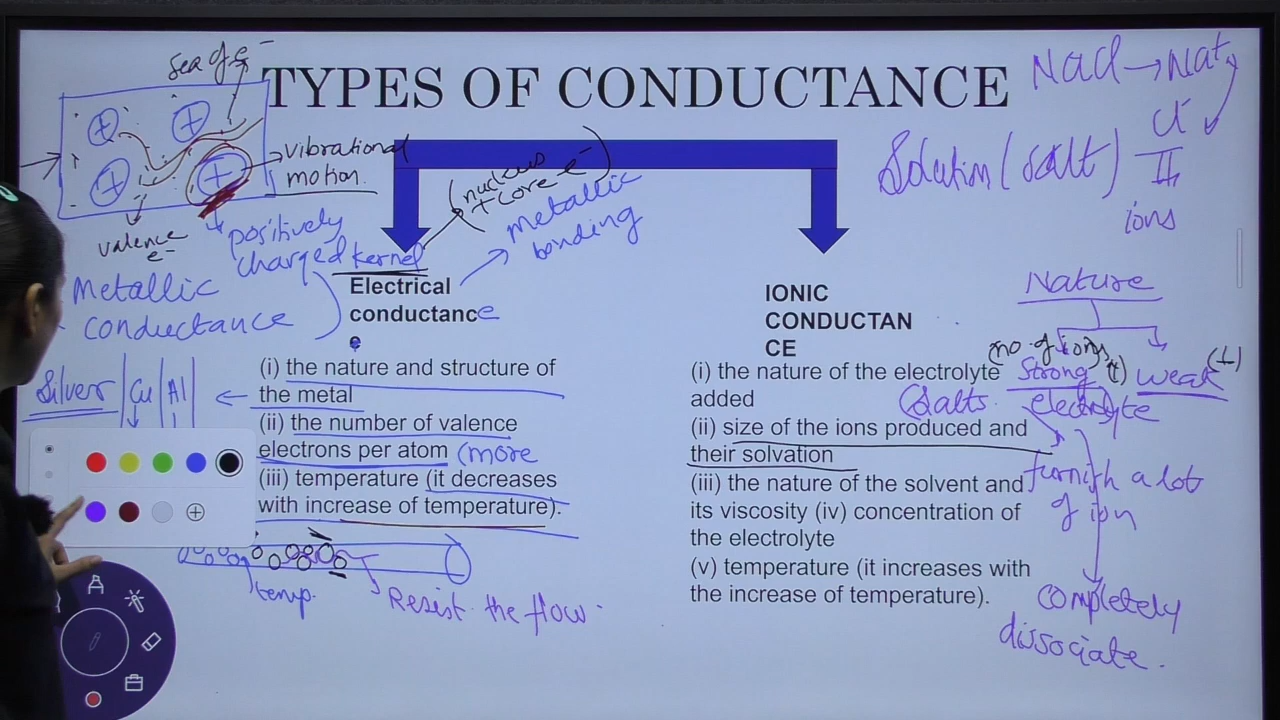 sea of e⁻
TYPES OF CONDUCTANCE
NaCl → Na⁺,
Cl⁻
Solution (salt)
ions
vibrational
motion.
(nucleus
+ core e⁻)
valence
e⁻
positively
charged kernel
metallic
bonding
Metallic
conductance
Electrical
conductance
e
Silver | Cu | Al |
(i) the nature and structure of
the metal
(ii) the number of valence
electrons per atom (more
(iii) temperature (it decreases
with increase of temperature).
temp.
Resist the flow.
IONIC
CONDUCTAN
CE
(i) the nature of the electrolyte
added
(Salts.
(ii) size of the ions produced and
their solvation
(iii) the nature of the solvent and
its viscosity (iv) concentration of
the electrolyte
(v) temperature (it increases with
the increase of temperature).
Nature
no. of ions
Strong (↑) weak (↓)
electrolyte
furnish a lot
of ion
completely
dissociate.